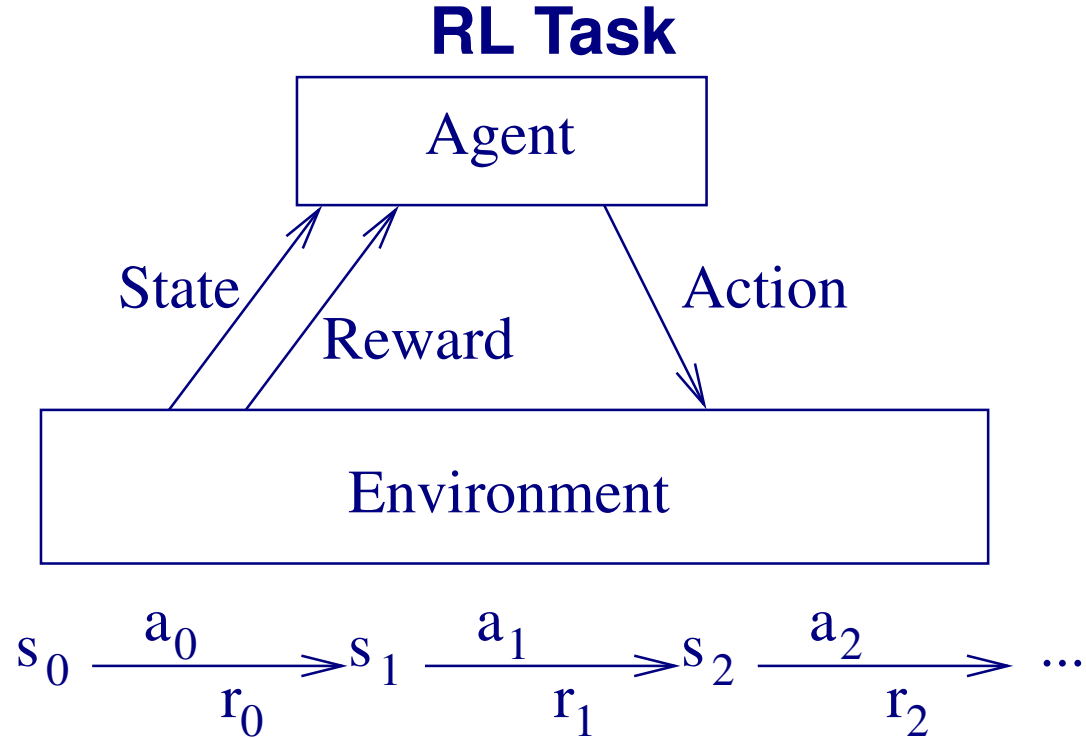 RL Task
Agent
State
Action
Reward
Environment
a₀ a₁ a₂
s₀ s₁ s₂ ...
r₀ r₁ r₂